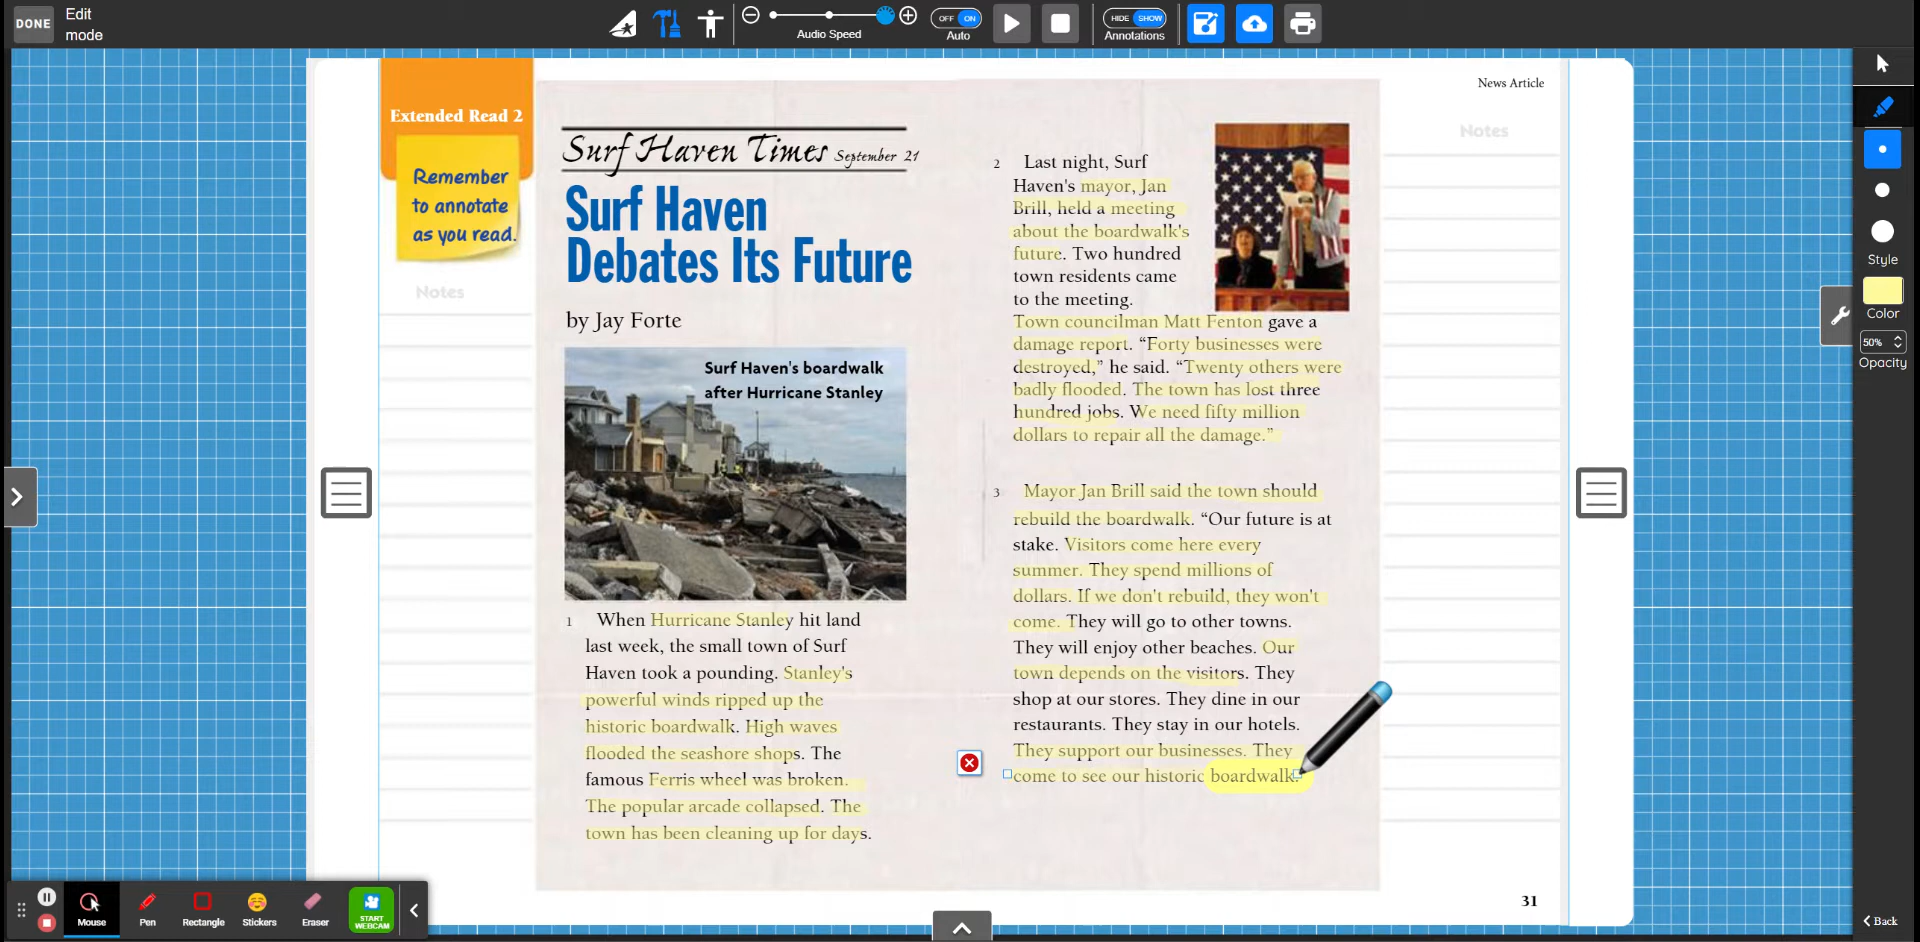 DONE
Edit
mode
Audio Speed
OFF ON
Auto
HIDE SHOW
Annotations
News Article
Extended Read 2
Remember
to annotate
as you read.
Notes
Surf Haven Times September 21
Surf Haven
Debates Its Future
by Jay Forte
Surf Haven's boardwalk
after Hurricane Stanley
1 When Hurricane Stanley hit land
last week, the small town of Surf
Haven took a pounding. Stanley's
powerful winds ripped up the
historic boardwalk. High waves
flooded the seashore shops. The
famous Ferris wheel was broken.
The popular arcade collapsed. The
town has been cleaning up for days.
2 Last night, Surf
Haven's mayor, Jan
Brill, held a meeting
about the boardwalk's
future. Two hundred
town residents came
to the meeting.
Town councilman Matt Fenton gave a
damage report. “Forty businesses were
destroyed,” he said. “Twenty others were
badly flooded. The town has lost three
hundred jobs. We need fifty million
dollars to repair all the damage.”
3 Mayor Jan Brill said the town should
rebuild the boardwalk. “Our future is at
stake. Visitors come here every
summer. They spend millions of
dollars. If we don't rebuild, they won't
come. They will go to other towns.
They will enjoy other beaches. Our
town depends on the visitors. They
shop at our stores. They dine in our
restaurants. They stay in our hotels.
They support our businesses. They
come to see our historic boardwalk.
Notes
31
Style
Color
50%
Opacity
Back
Mouse
Pen
Rectangle
Stickers
Eraser
START
WEBCAM